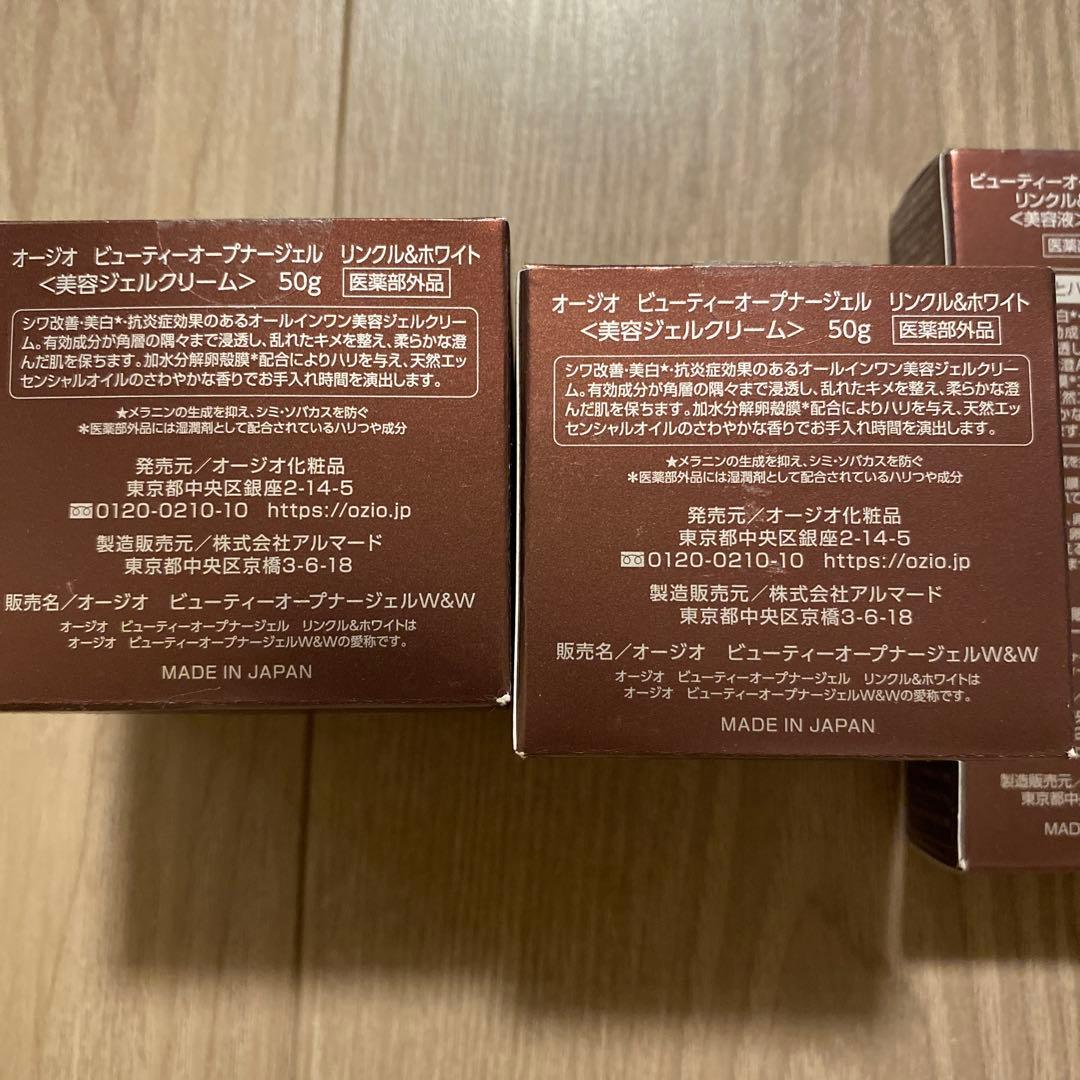 オージオ ビューティーオープナージェル リンクル&ホワイト
<美容ジェルクリーム> 50g 医薬部外品
シワ改善・美白★・抗炎症効果のあるオールインワン美容ジェルクリー
ム。有効成分が角層の隅々まで浸透し、乱れたキメを整え、柔らかな澄
んだ肌を保ちます。加水分解卵殻膜*配合によりハリを与え、天然エッ
センシャルオイルのさわやかな香りでお手入れ時間を演出します。
★メラニンの生成を抑え、シミ・ソバカスを防ぐ
*医薬部外品には湿潤剤として配合されているハリつや成分
発売元/オージオ化粧品
東京都中央区銀座2-14-5
0120-0210-10 https://ozio.jp
製造販売元/株式会社アルマード
東京都中央区京橋3-6-18
販売名/オージオ ビューティーオープナージェルW&W
オージオ ビューティーオープナージェル リンクル&ホワイトは
オージオ ビューティーオープナージェルW&Wの愛称です。
MADE IN JAPAN
オージオ ビューティーオープナージェル リンクル&ホワイト
<美容ジェルクリーム> 50g 医薬部外品
シワ改善・美白★・抗炎症効果のあるオールインワン美容ジェルクリー
ム。有効成分が角層の隅々まで浸透し、乱れたキメを整え、柔らかな澄
んだ肌を保ちます。加水分解卵殻膜*配合によりハリを与え、天然エッ
センシャルオイルのさわやかな香りでお手入れ時間を演出します。
★メラニンの生成を抑え、シミ・ソバカスを防ぐ
*医薬部外品には湿潤剤として配合されているハリつや成分
発売元/オージオ化粧品
東京都中央区銀座2-14-5
0120-0210-10 https://ozio.jp
製造販売元/株式会社アルマード
東京都中央区京橋3-6-18
販売名/オージオ ビューティーオープナージェルW&W
オージオ ビューティーオープナージェル リンクル&ホワイトは
オージオ ビューティーオープナージェルW&Wの愛称です。
MADE IN JAPAN
ビューティーオ
リンクル
<美容液>
製造販売元/
東京都中
MAD